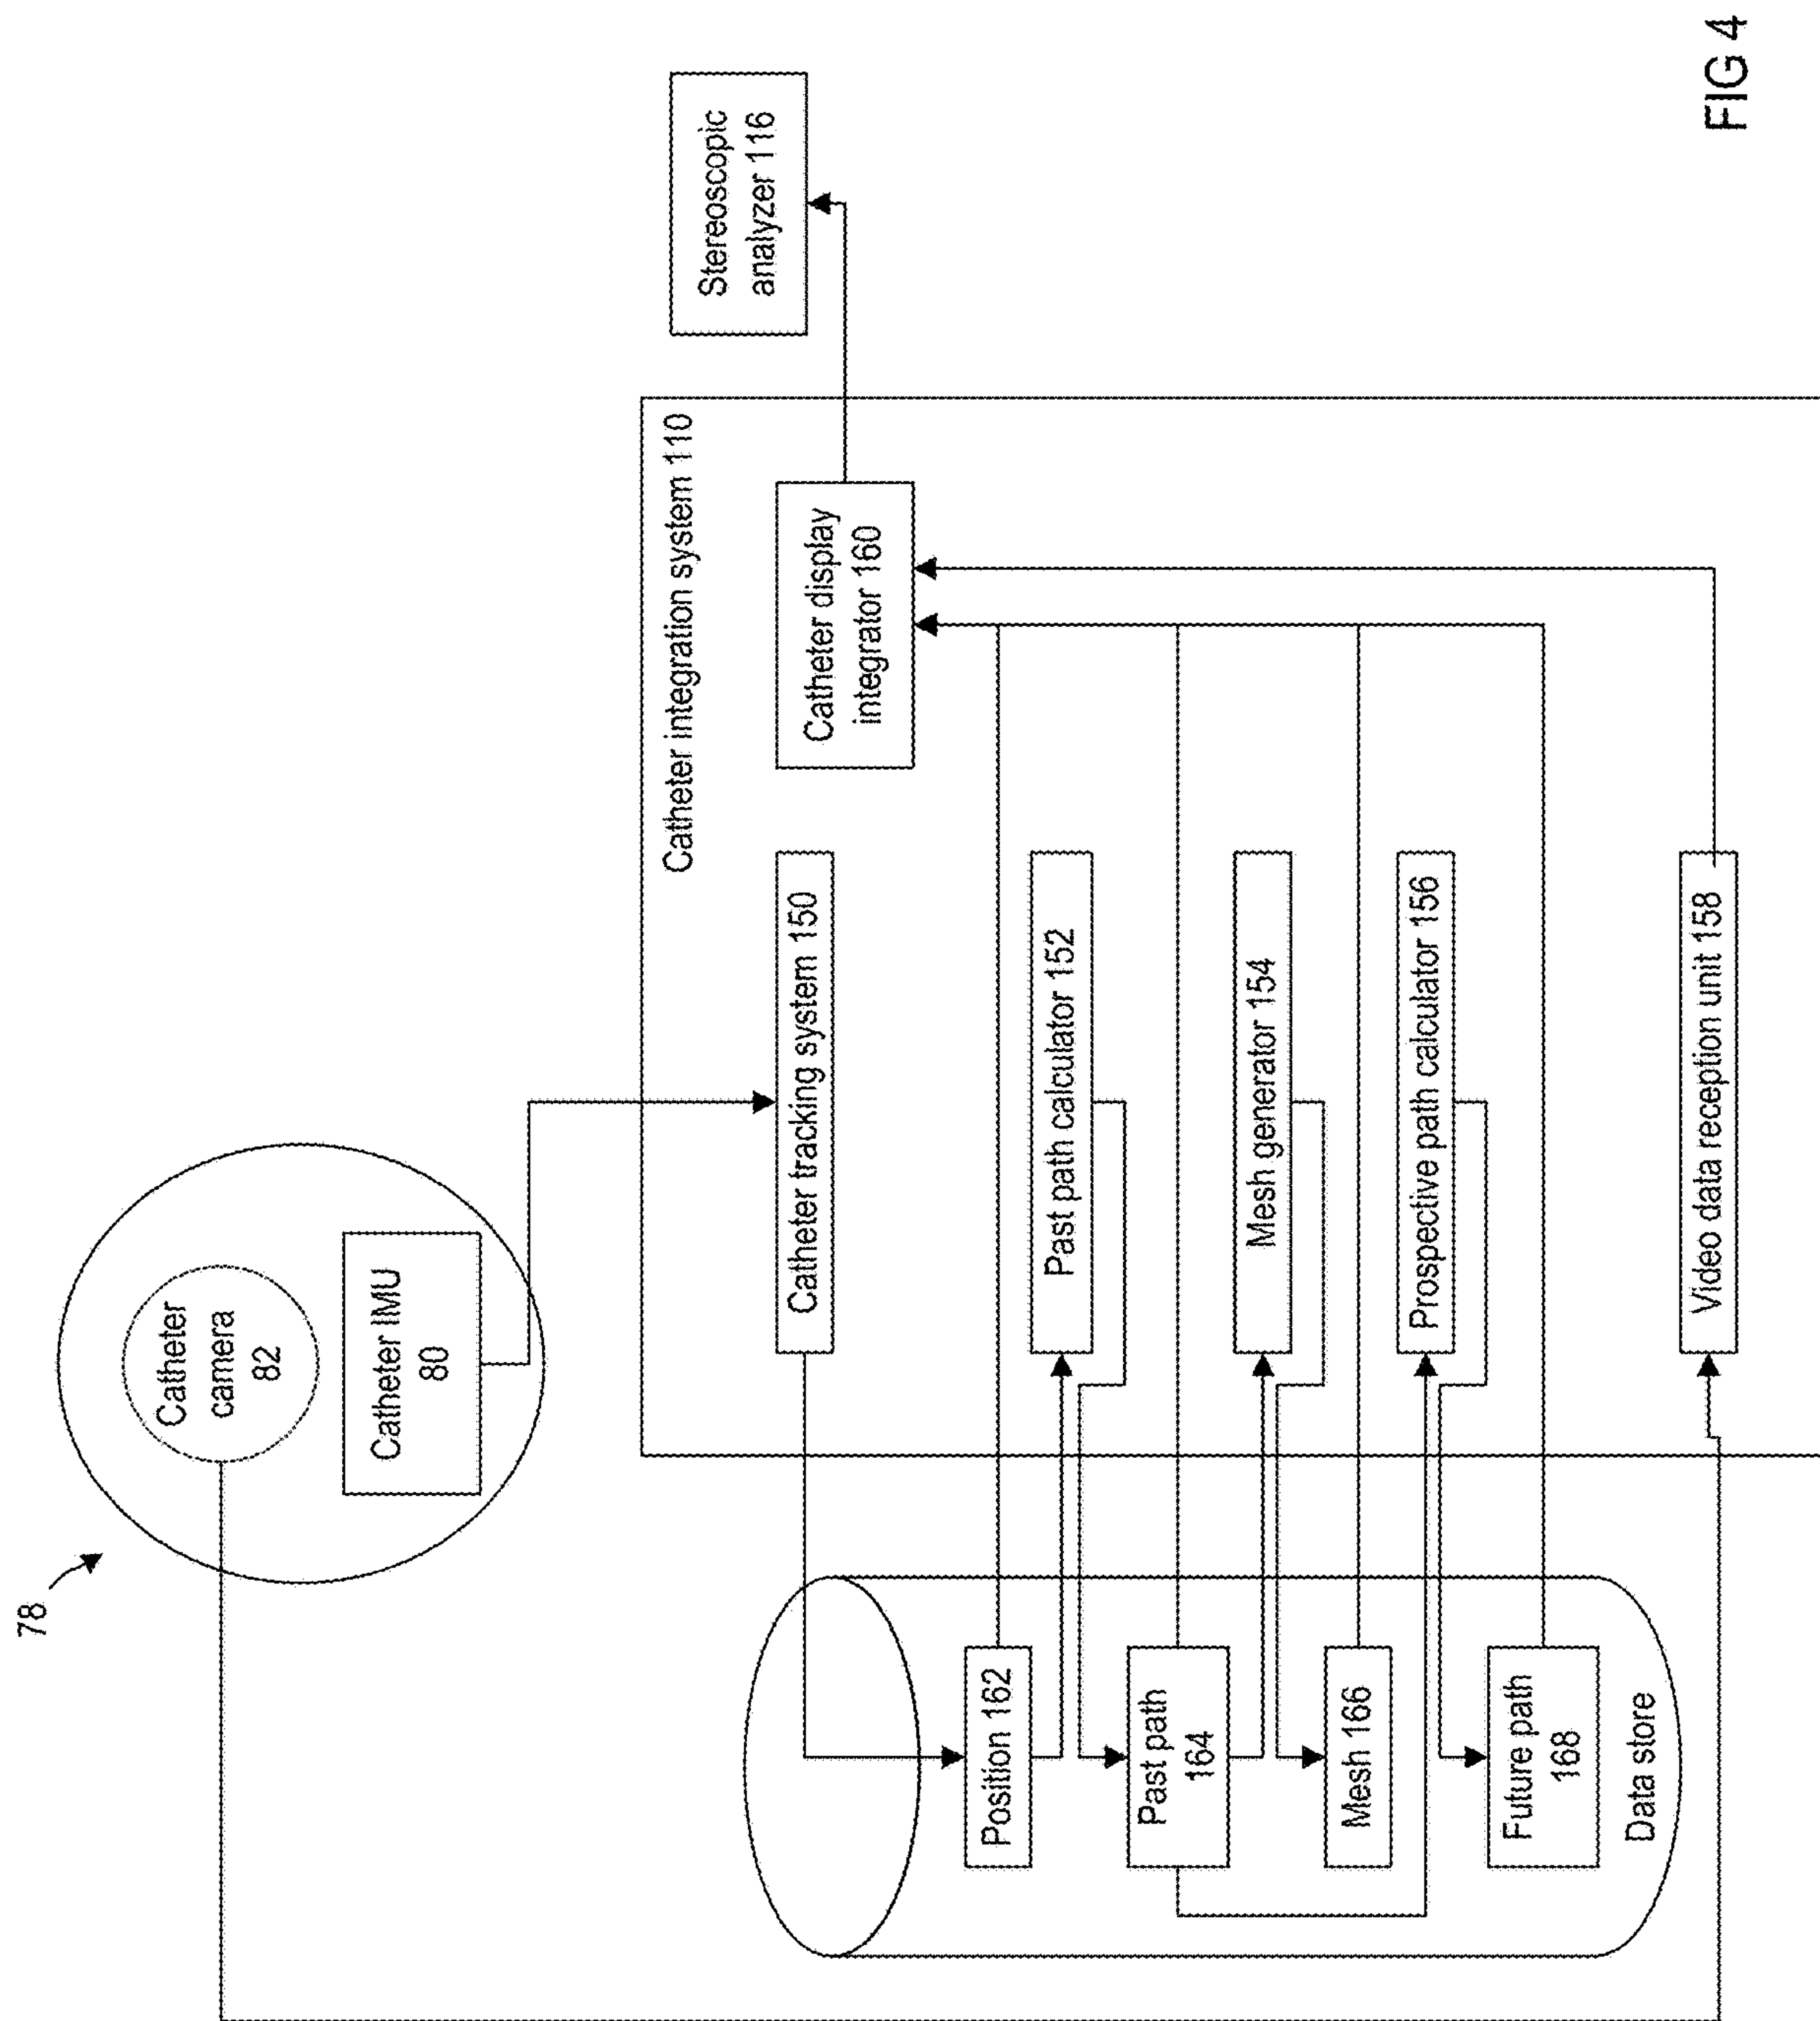 78
Catheter
camera
82
Catheter IMU
80
Stereoscopic
analyzer 116
Catheter integration system 110
Catheter tracking system 150
Catheter display
integrator 160
Position 162
Past path calculator 152
Past path
164
Mesh generator 154
Mesh 166
Prospective path calculator 156
Future path
168
Data store
Video data reception unit 158
FIG 4